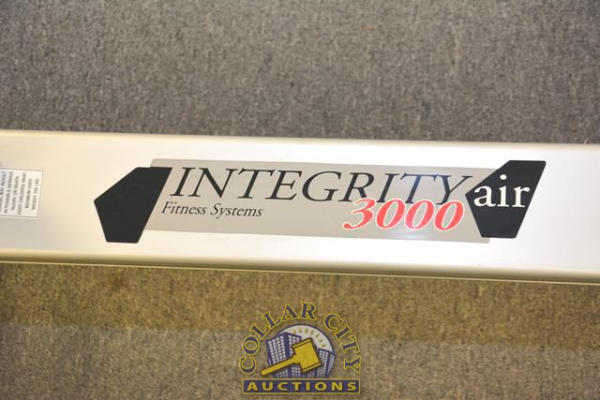 INTEGRITY air
Fitness Systems 3000
COLLAR CITY
AUCTIONS